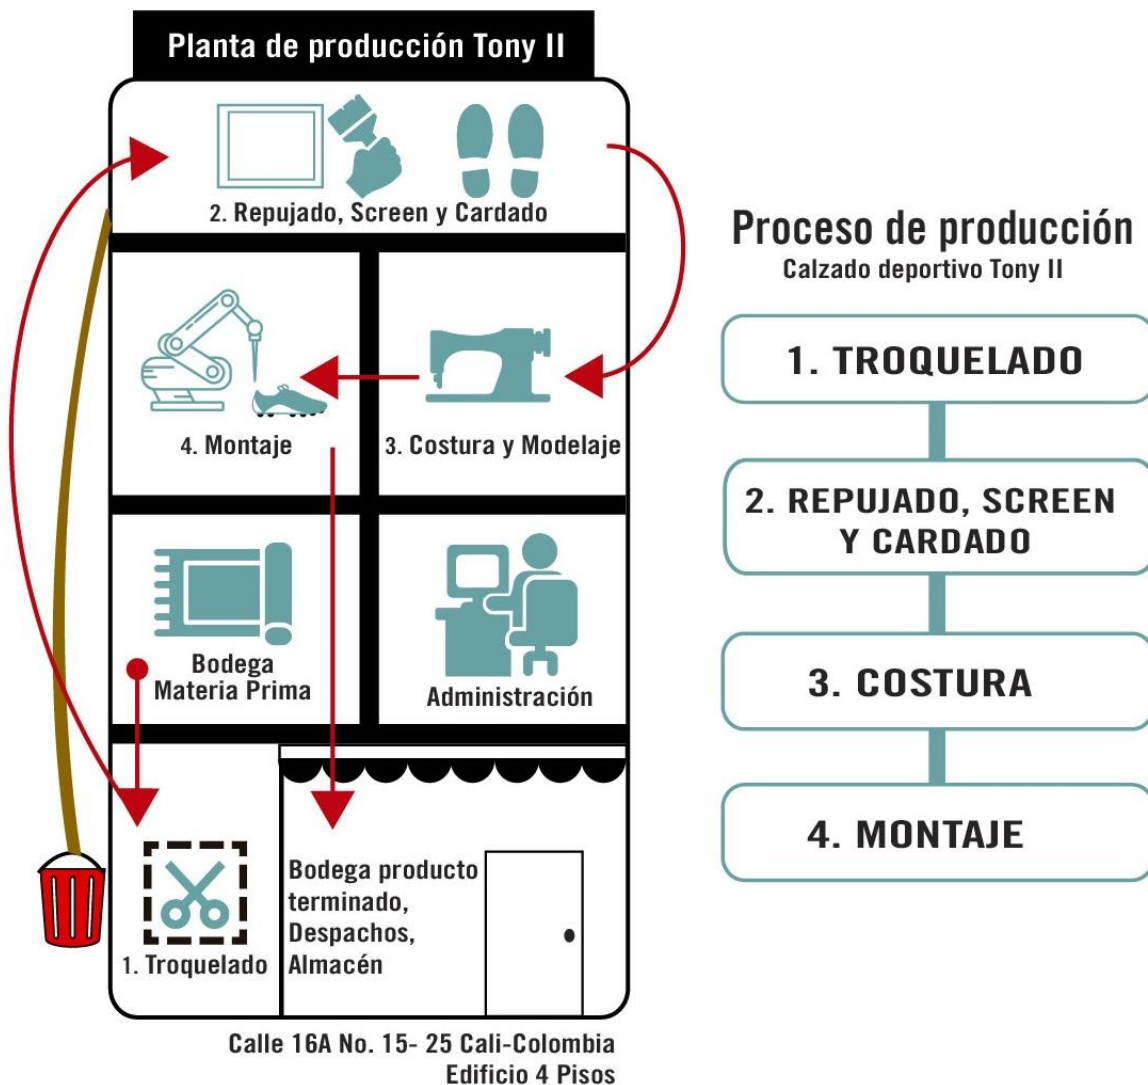 Planta de producción Tony II
2. Repujado, Screen y Cardado
4. Montaje
3. Costura y Modelaje
Bodega
Materia Prima
Administración
1. Troquelado
Bodega producto
terminado,
Despachos,
Almacén
Calle 16A No. 15- 25 Cali-Colombia
Edificio 4 Pisos
Proceso de producción
Calzado deportivo Tony II
1. TROQUELADO
2. REPUJADO, SCREEN
Y CARDADO
3. COSTURA
4. MONTAJE